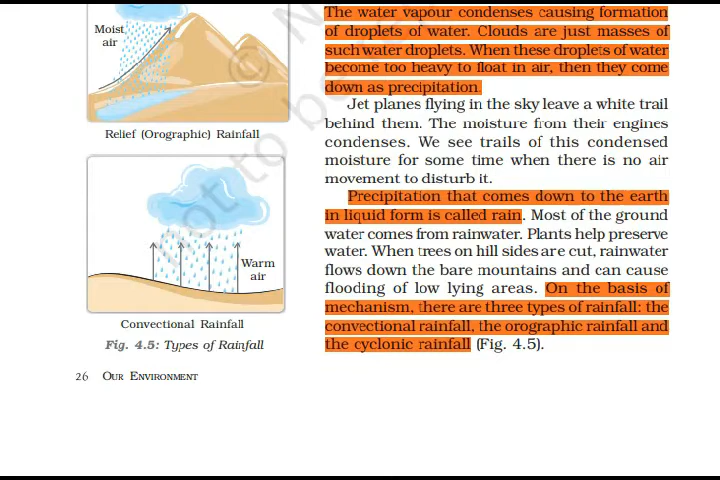 Moist
air
Relief (Orographic) Rainfall
Warm
air
Convectional Rainfall
Fig. 4.5: Types of Rainfall
The water vapour condenses causing formation
of droplets of water. Clouds are just masses of
such water droplets. When these droplets of water
become too heavy to float in air, then they come
down as precipitation.
Jet planes flying in the sky leave a white trail
behind them. The moisture from their engines
condenses. We see trails of this condensed
moisture for some time when there is no air
movement to disturb it.
Precipitation that comes down to the earth
in liquid form is called rain. Most of the ground
water comes from rainwater. Plants help preserve
water. When trees on hill sides are cut, rainwater
flows down the bare mountains and can cause
flooding of low lying areas. On the basis of
mechanism, there are three types of rainfall: the
convectional rainfall, the orographic rainfall and
the cyclonic rainfall (Fig. 4.5).
26 OUR ENVIRONMENT
© N
not to be